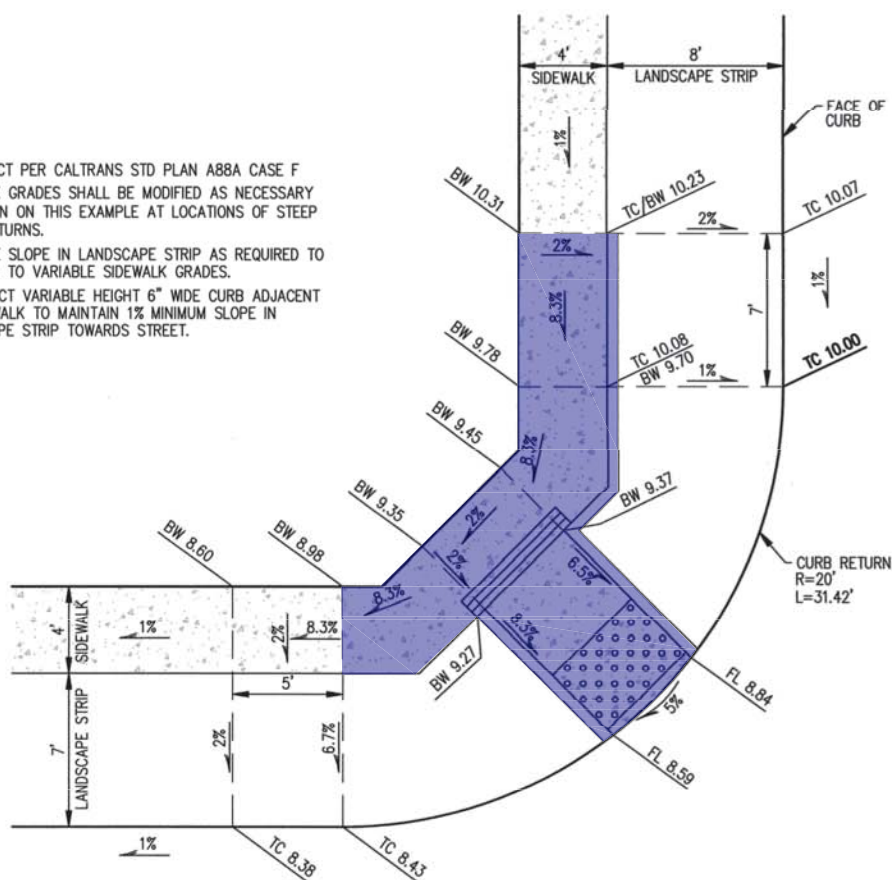 4'
8'
SIDEWALK
LANDSCAPE STRIP
FACE OF
CURB
1%
CT PER CALTRANS STD PLAN A88A CASE F
GRADES SHALL BE MODIFIED AS NECESSARY
N ON THIS EXAMPLE AT LOCATIONS OF STEEP
TURNS.
SLOPE IN LANDSCAPE STRIP AS REQUIRED TO
TO VARIABLE SIDEWALK GRADES.
CT VARIABLE HEIGHT 6" WIDE CURB ADJACENT
WALK TO MAINTAIN 1% MINIMUM SLOPE IN
PE STRIP TOWARDS STREET.
BW 10.31
TC/BW 10.23
TC 10.07
2%
2%
8.3%
7'
1%
BW 9.78
TC 10.08
BW 9.70
1%
TC 10.00
BW 9.45
8.3%
BW 9.35
BW 9.37
2%
2%
BW 8.60
BW 8.98
6.5%
CURB RETURN
R=20'
L=31.42'
8.3%
4'
SIDEWALK
1%
2%
8.3%
8.3%
BW 9.27
5'
FL 8.84
5%
7'
LANDSCAPE STRIP
2%
6.7%
FL 8.59
1%
TC 8.38
TC 8.43